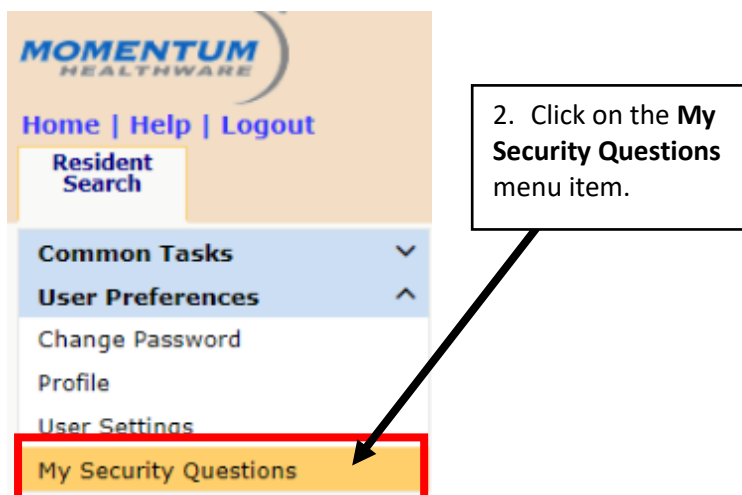 MOMENTUM
HEALTHWARE
Home | Help | Logout
Resident
Search
2. Click on the My
Security Questions
menu item.
Common Tasks
User Preferences
Change Password
Profile
User Settings
My Security Questions